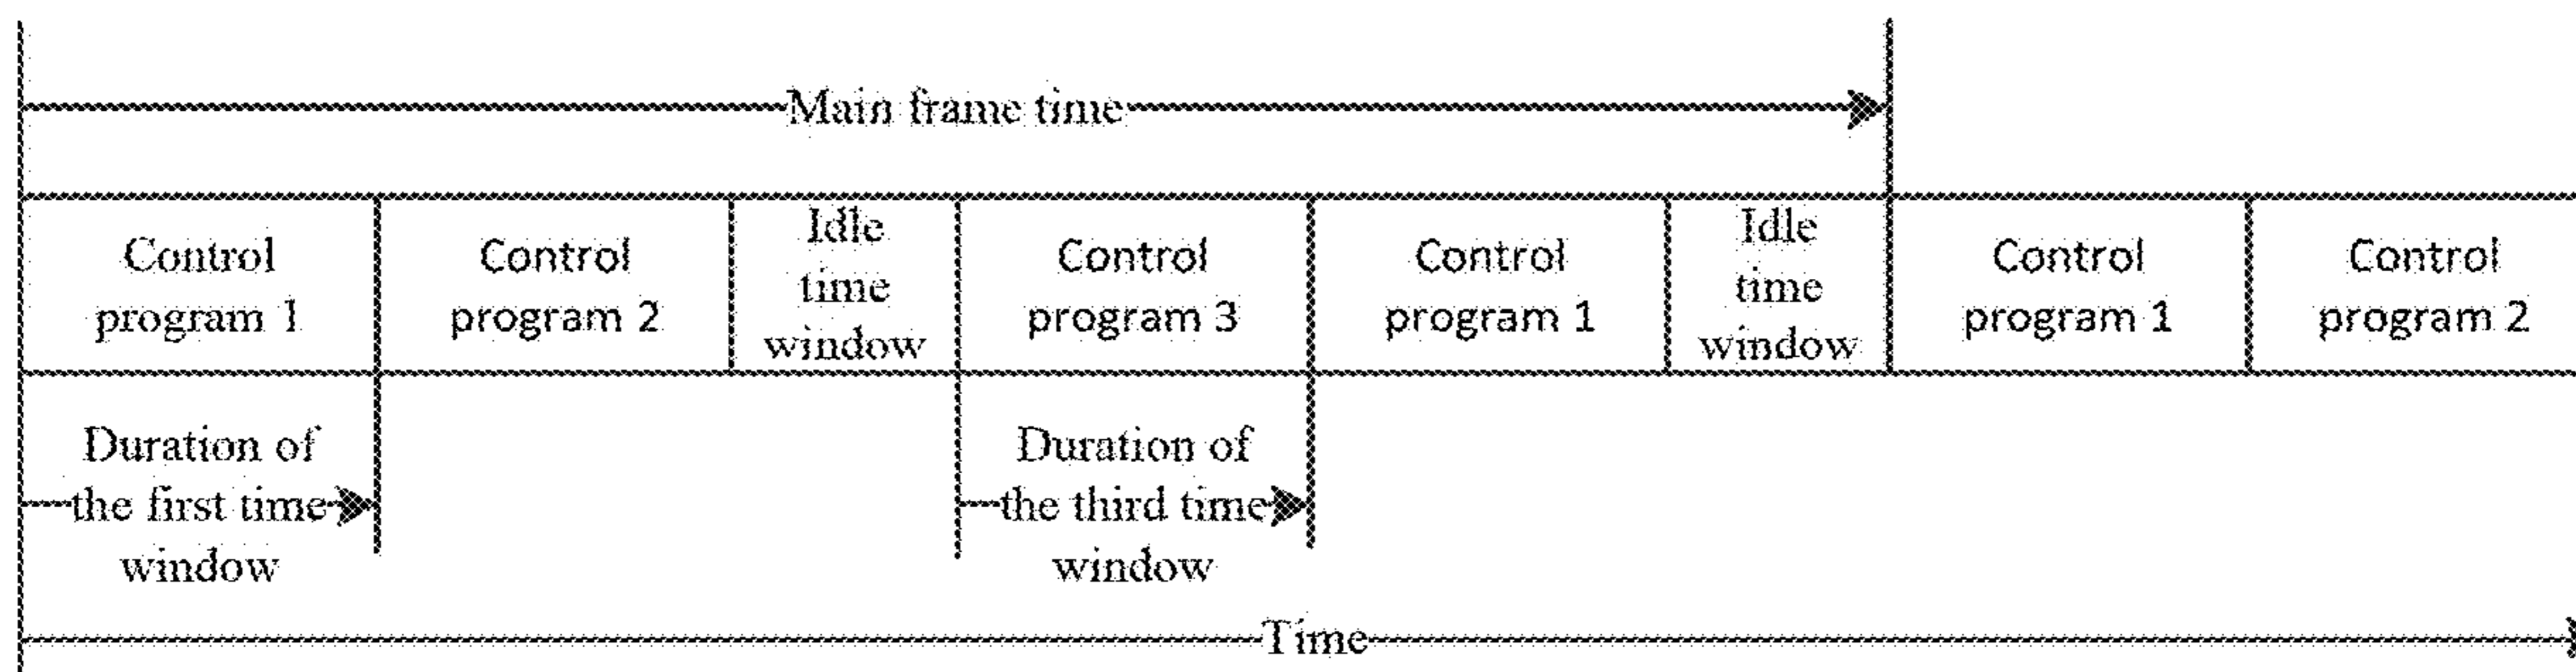 Main frame time
Control
program 1
Control
program 2
Idle
time
window
Control
program 3
Control
program 1
Idle
time
window
Control
program 1
Control
program 2
Duration of
the first time
window
Duration of
the third time
window
Time